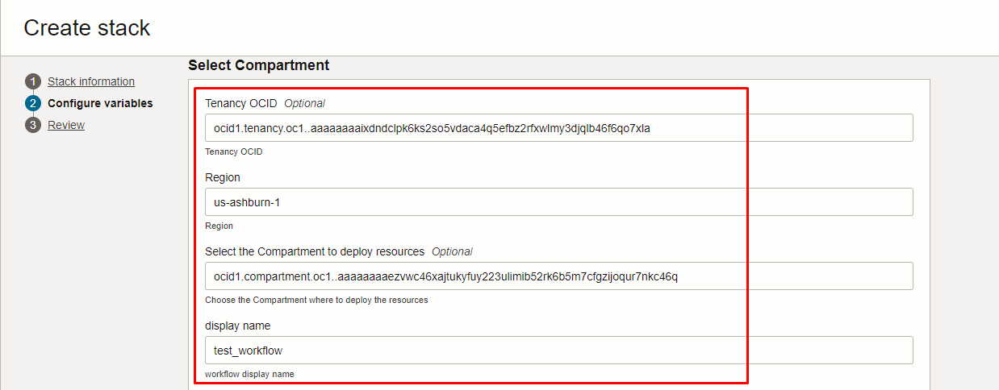 Create stack
1 Stack information
2 Configure variables
3 Review
Select Compartment
Tenancy OCID Optional
ocid1.tenancy.oc1..aaaaaaaaixdndclpk6ks2so5vdaca4q5efbz2rfxwlmy3djqlb46f6qo7xla
Tenancy OCID
Region
us-ashburn-1
Region
Select the Compartment to deploy resources Optional
ocid1.compartment.oc1..aaaaaaaaezvwc46xajtukyfuy223ulimib52rk6b5m7cfgzijoqur7nkc46q
Choose the Compartment where to deploy the resources
display name
test_workflow
workflow display name